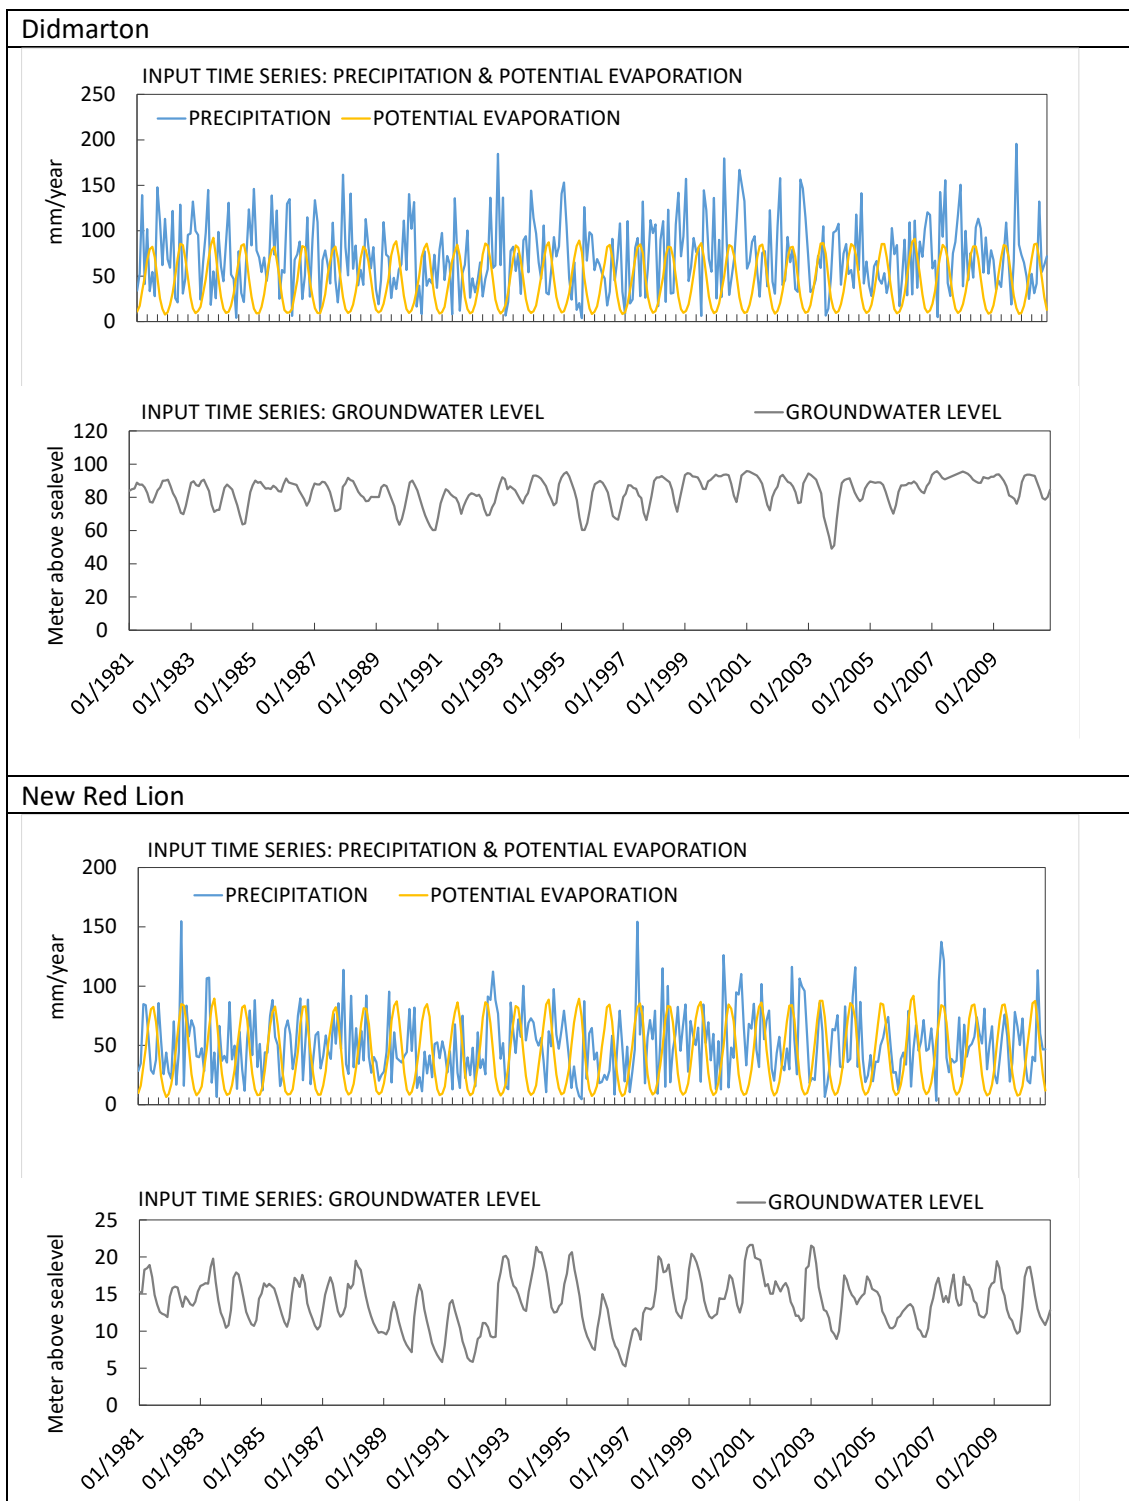 Didmarton
INPUT TIME SERIES: PRECIPITATION & POTENTIAL EVAPORATION
PRECIPITATION POTENTIAL EVAPORATION
mm/year
250
200
150
100
50
0
INPUT TIME SERIES: GROUNDWATER LEVEL GROUNDWATER LEVEL
Meter above sealevel
120
100
80
60
40
20
0
01/1981 01/1983 01/1985 01/1987 01/1989 01/1991 01/1993 01/1995 01/1997 01/1999 01/2001 01/2003 01/2005 01/2007 01/2009
New Red Lion
INPUT TIME SERIES: PRECIPITATION & POTENTIAL EVAPORATION
PRECIPITATION POTENTIAL EVAPORATION
mm/year
200
150
100
50
0
INPUT TIME SERIES: GROUNDWATER LEVEL GROUNDWATER LEVEL
Meter above sealevel
25
20
15
10
5
0
01/1981 01/1983 01/1985 01/1987 01/1989 01/1991 01/1993 01/1995 01/1997 01/1999 01/2001 01/2003 01/2005 01/2007 01/2009